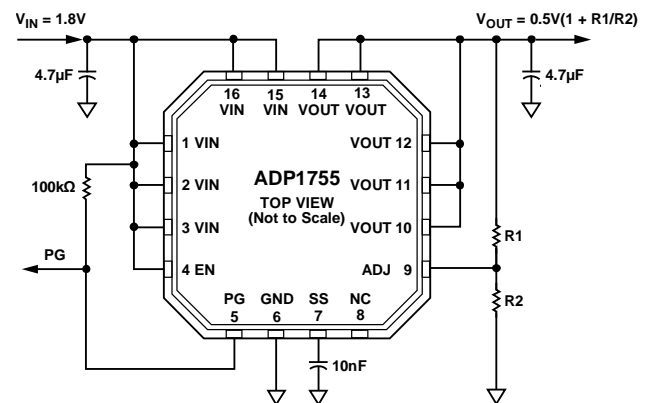 VIN = 1.8V
VOUT = 0.5V(1 + R1/R2)
4.7µF
4.7µF
16 15 14 13
VIN VIN VOUT VOUT
1 VIN
VOUT 12
100kΩ
2 VIN
ADP1755
TOP VIEW
(Not to Scale)
VOUT 11
3 VIN
VOUT 10
R1
PG
4 EN
ADJ 9
R2
PG GND SS NC
5 6 7 8
10nF